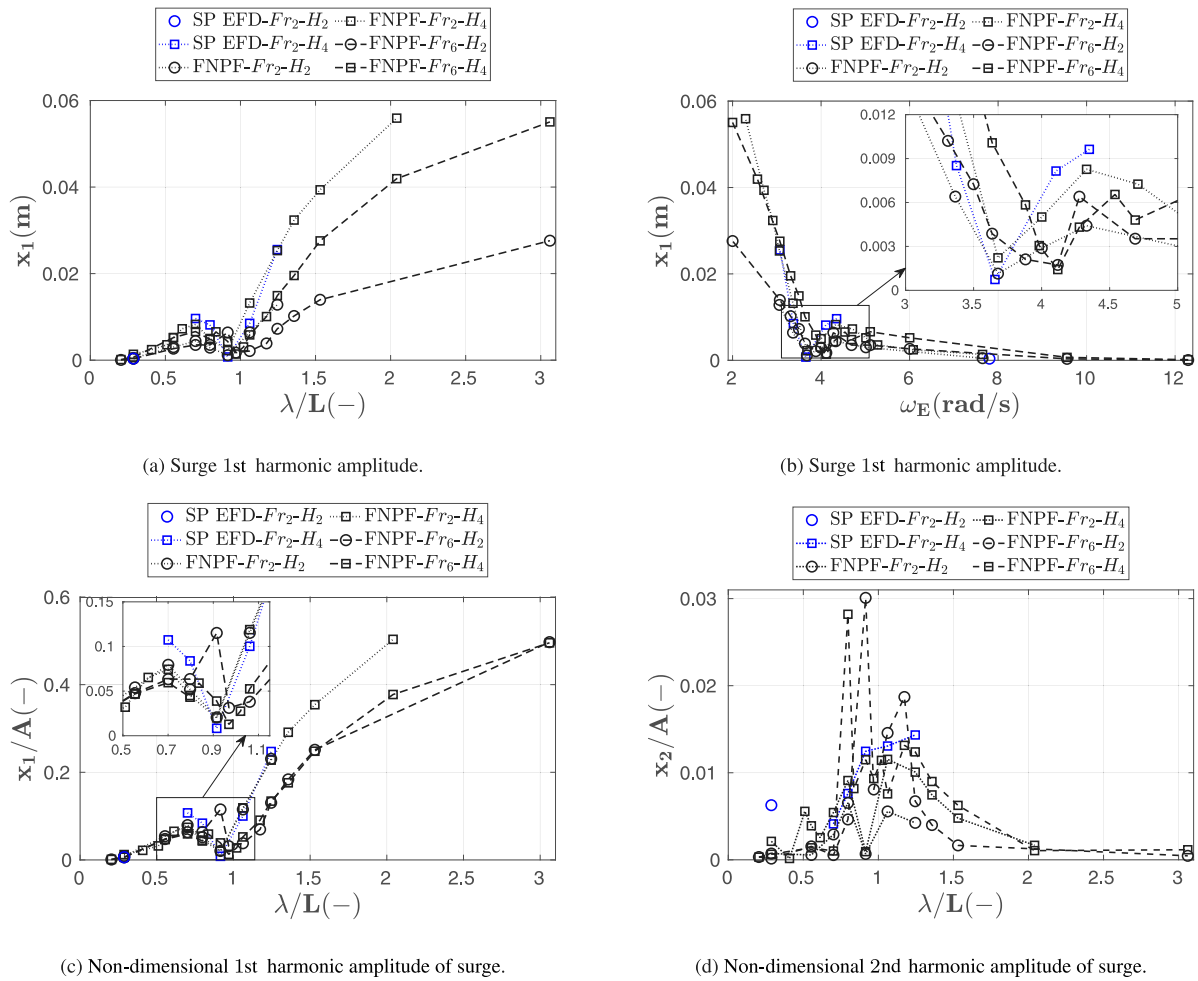 SP EFD-Fr₂-H₂ FNPF-Fr₂-H₄
SP EFD-Fr₂-H₄ FNPF-Fr₆-H₂
FNPF-Fr₂-H₂ FNPF-Fr₆-H₄
0.06
0.04
0.02
0
x₁(m)
0 0.5 1 1.5 2 2.5 3
λ/L(−)
(a) Surge 1st harmonic amplitude.
SP EFD-Fr₂-H₂ FNPF-Fr₂-H₄
SP EFD-Fr₂-H₄ FNPF-Fr₆-H₂
FNPF-Fr₂-H₂ FNPF-Fr₆-H₄
0.06
0.04
0.02
0
x₁(m)
0.012
0.009
0.006
0.003
0
3 3.5 4 4.5 5
2 4 6 8 10 12
ω_E(rad/s)
(b) Surge 1st harmonic amplitude.
SP EFD-Fr₂-H₂ FNPF-Fr₂-H₄
SP EFD-Fr₂-H₄ FNPF-Fr₆-H₂
FNPF-Fr₂-H₂ FNPF-Fr₆-H₄
0.6
0.4
0.2
0
x₁/A(−)
0.15
0.1
0.05
0
0.5 0.7 0.9 1.1
0 0.5 1 1.5 2 2.5 3
λ/L(−)
(c) Non-dimensional 1st harmonic amplitude of surge.
SP EFD-Fr₂-H₂ FNPF-Fr₂-H₄
SP EFD-Fr₂-H₄ FNPF-Fr₆-H₂
FNPF-Fr₂-H₂ FNPF-Fr₆-H₄
0.03
0.02
0.01
0
x₂/A(−)
0 0.5 1 1.5 2 2.5 3
λ/L(−)
(d) Non-dimensional 2nd harmonic amplitude of surge.